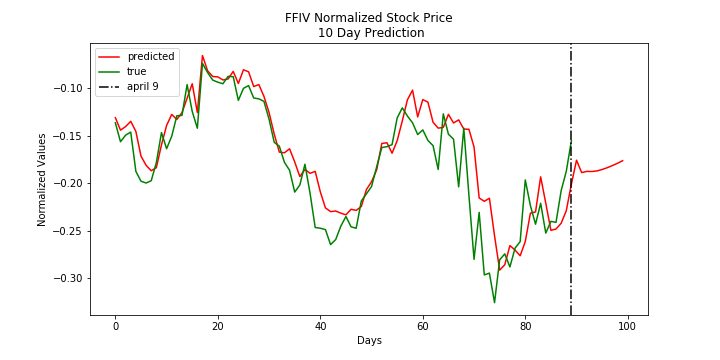 FFIV Normalized Stock Price
10 Day Prediction
predicted
true
april 9
−0.10
−0.15
−0.20
−0.25
−0.30
Normalized Values
0 20 40 60 80 100
Days